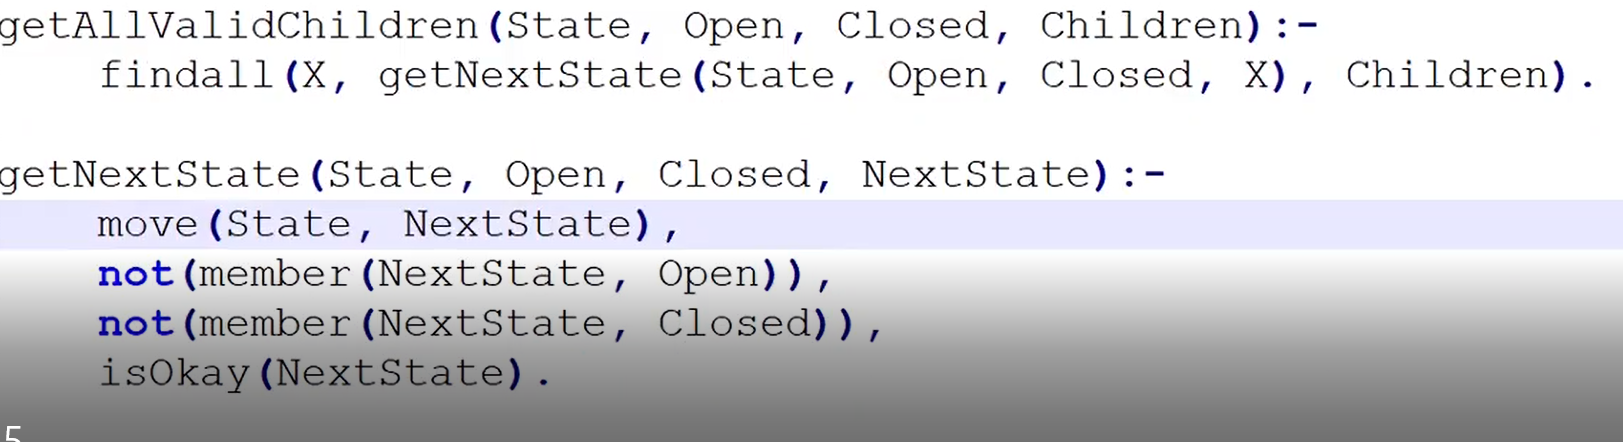 getAllValidChildren(State, Open, Closed, Children):-
findall(X, getNextState(State, Open, Closed, X), Children).
getNextState(State, Open, Closed, NextState):-
move(State, NextState),
not(member(NextState, Open)),
not(member(NextState, Closed)),
isOkay(NextState).
5